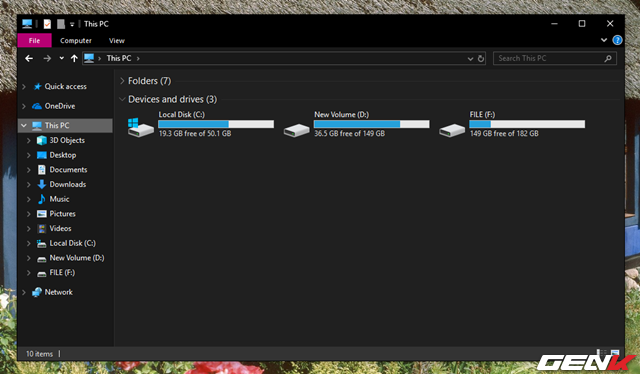 This PC
File Computer View
This PC
Search This PC
Quick access
OneDrive
This PC
3D Objects
Desktop
Documents
Downloads
Music
Pictures
Videos
Local Disk (C:)
New Volume (D:)
FILE (F:)
Network
Folders (7)
Devices and drives (3)
Local Disk (C:)
19.3 GB free of 50.1 GB
New Volume (D:)
36.5 GB free of 149 GB
FILE (F:)
149 GB free of 182 GB
10 items
GENK